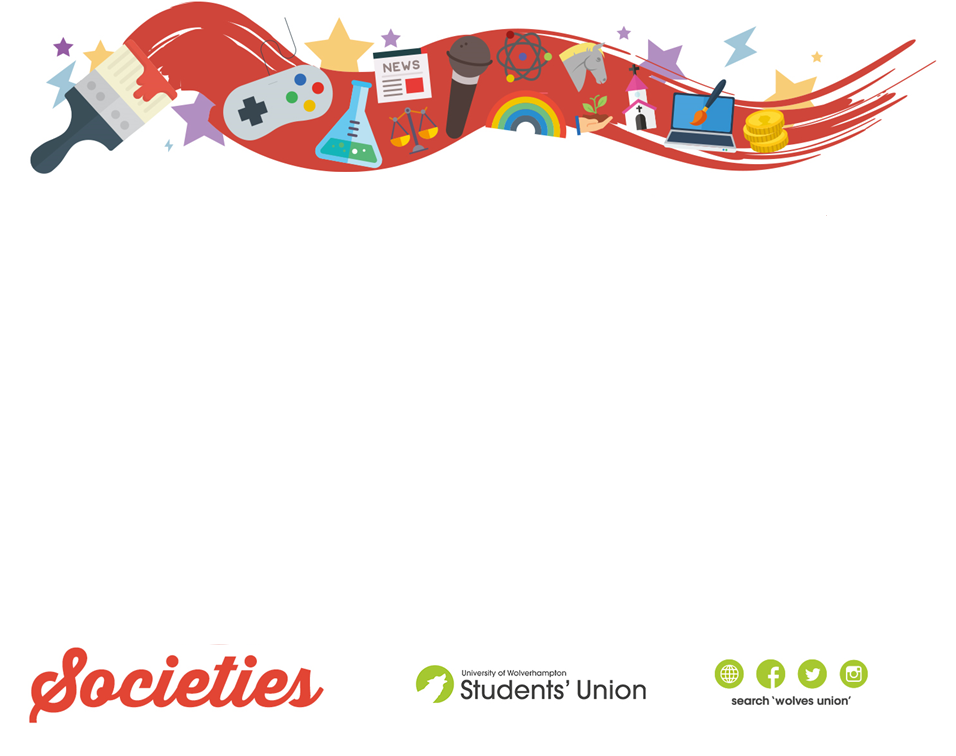 NEWS
Societies
University of Wolverhampton
Students' Union
search 'wolves union'